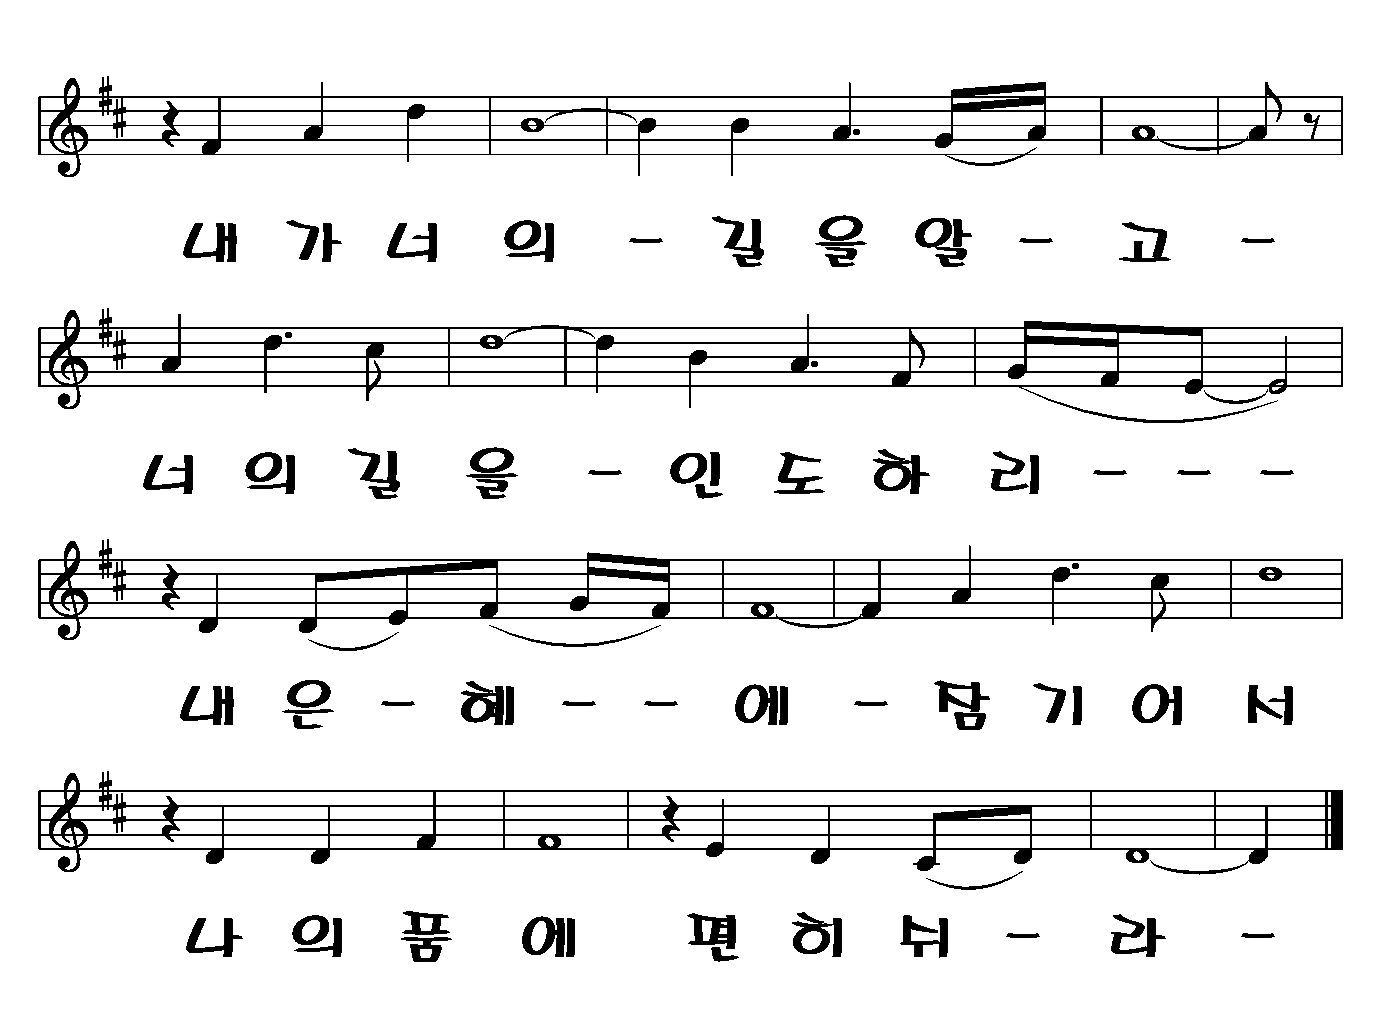 내 가 너 의 - 길 을 알 - 고 -
너 의 길 을 - 인 도 하 리 - - -
내 은 - 혜 - - 에 - 잠 기 어 서
나 의 품 에 편 히 쉬 - 라 -